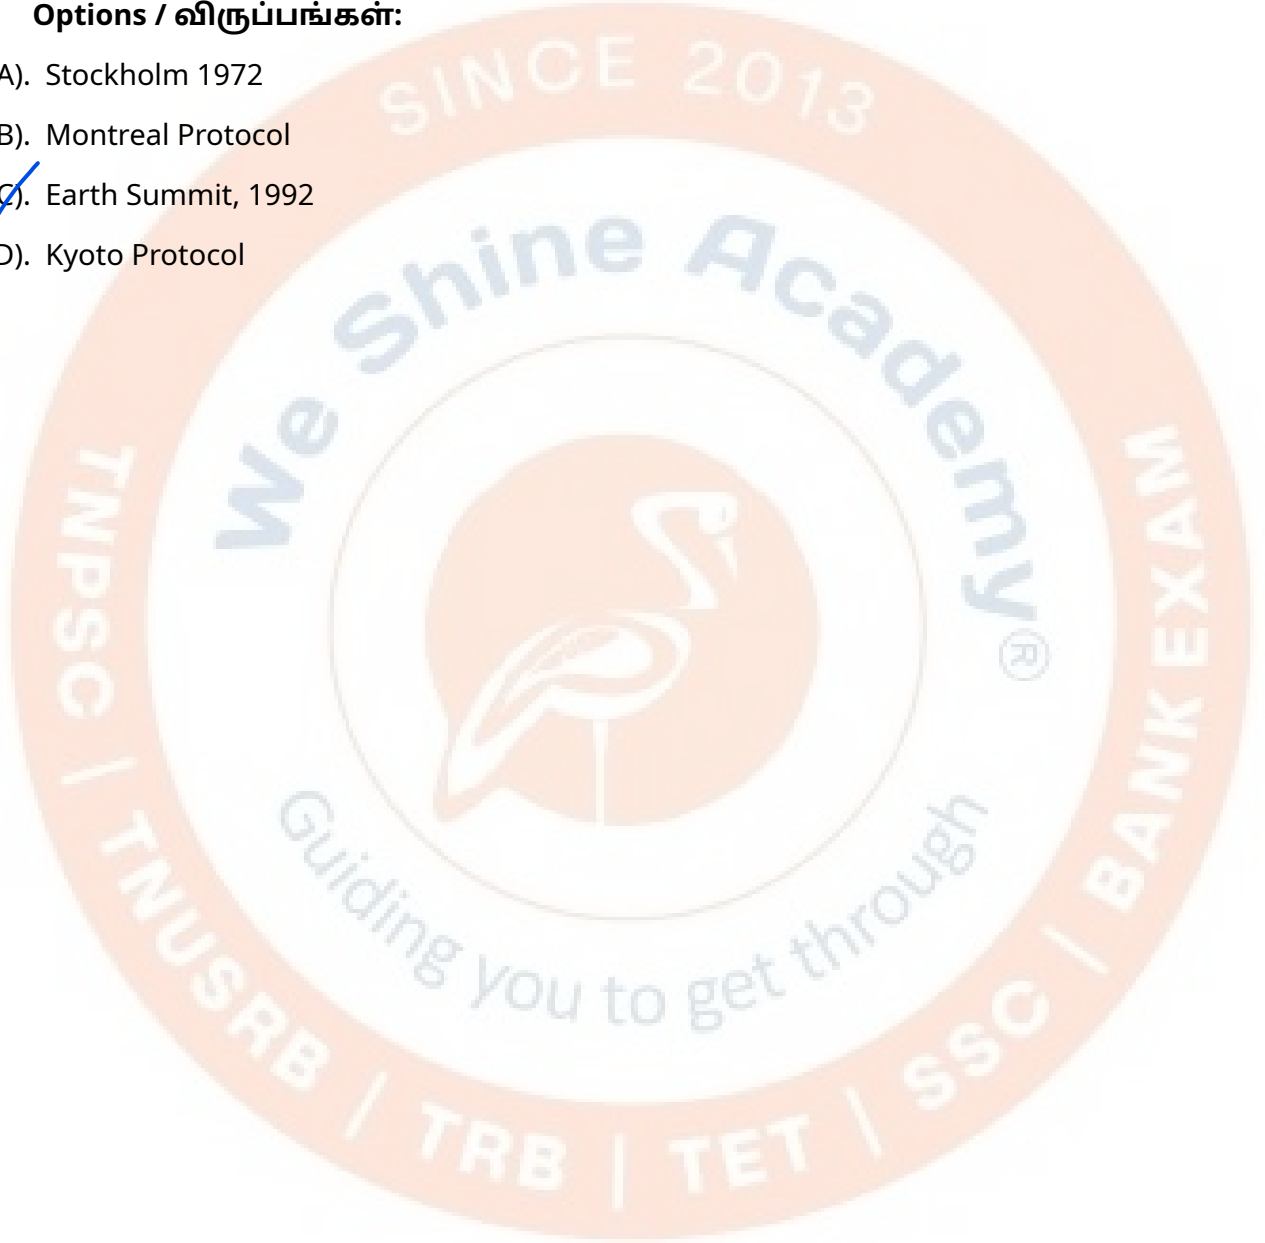 Options / விருப்பங்கள்:
A). Stockholm 1972
B). Montreal Protocol
C). Earth Summit, 1992
D). Kyoto Protocol
SINCE 2013
We Shine Academy®
Guiding you to get through
TNPSC | TNUSRB | TRB | TET | SSC | BANK EXAM